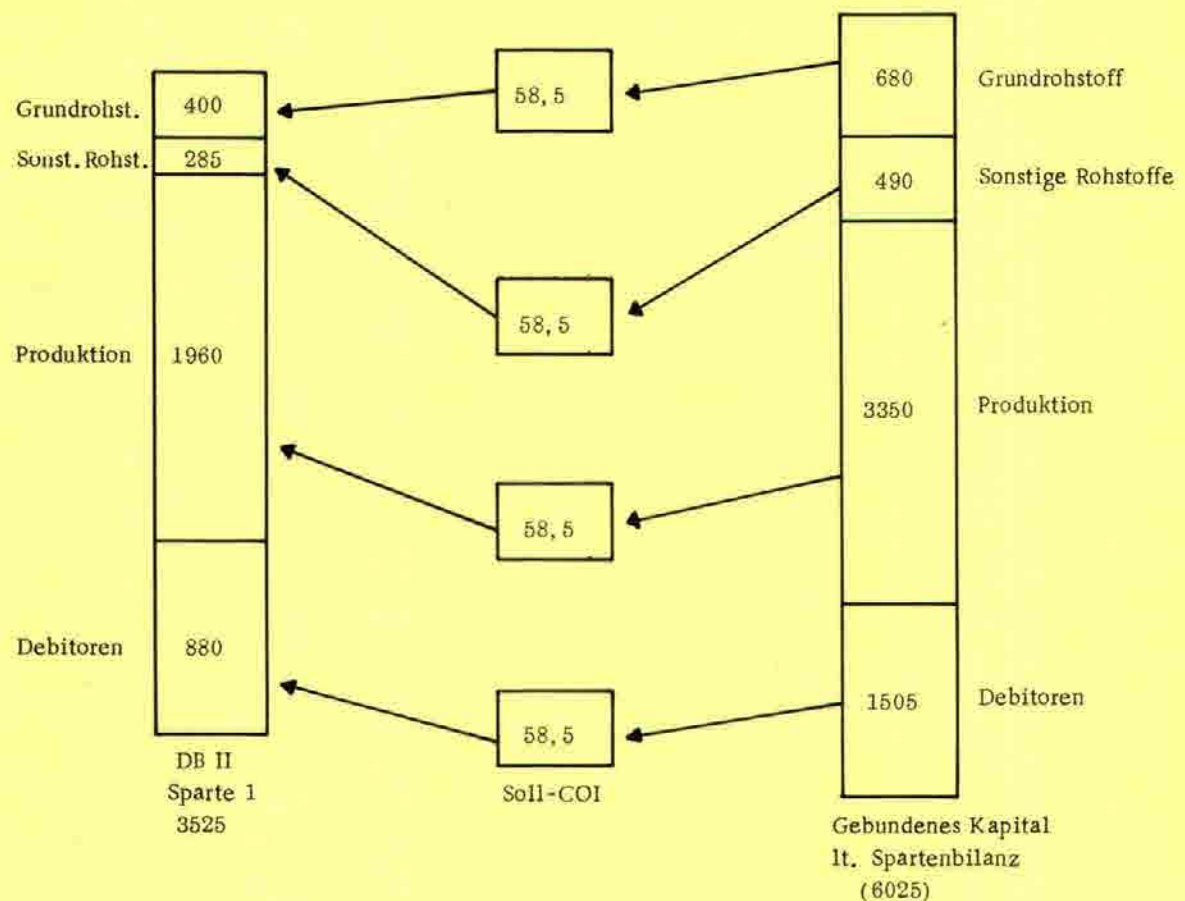 Grundrohst.
400
Sonst. Rohst.
285
Produktion
1960
Debitoren
880
DB II
Sparte 1
3525
58,5
58,5
58,5
58,5
Soll-COI
680
Grundrohstoff
490
Sonstige Rohstoffe
3350
Produktion
1505
Debitoren
Gebundenes Kapital
lt. Spartenbilanz
(6025)